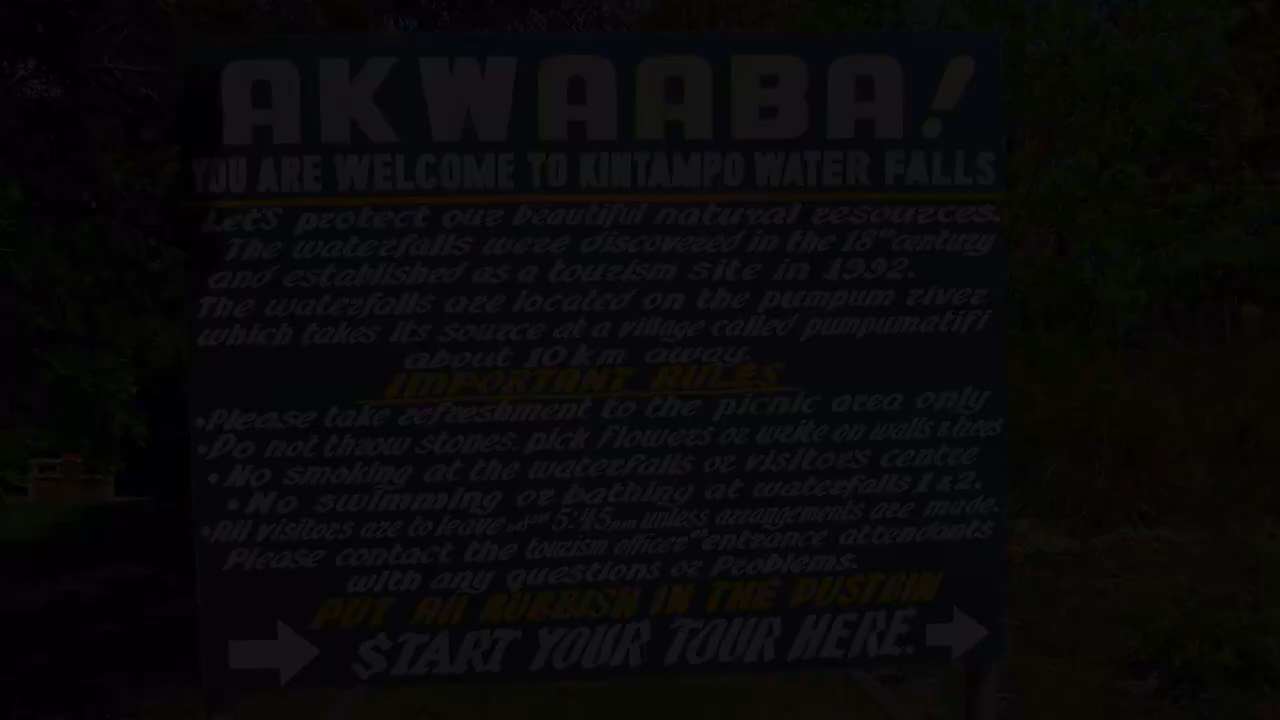 AKWAABA!
YOU ARE WELCOME TO KINTAMPO WATER FALLS
Let'S protect our beautiful natural resources.
The waterfalls were discovered in the 18th century
and established as a tourism site in 1992.
The waterfalls are located on the pumpum river
which takes its source at a village called pumpumatifi
about 10km away.
IMPORTANT RULES
•Please take refreshment to the picnic area only
•Do not throw stones, pick flowers or write on walls & trees
•No smoking at the waterfalls or visitors centre
•No swimming or bathing at waterfalls 1&2.
•All visitors are to leave 5:45pm unless arrangements are made.
Please contact the tourism officer entrance attendants
with any questions or Problems.
PUT All RUBBISH IN THE DUSTBIN
START YOUR TOUR HERE.